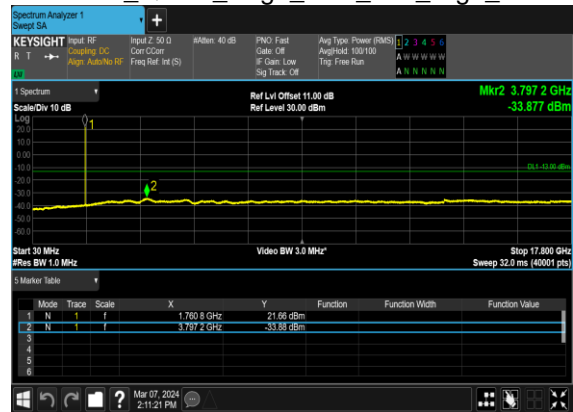 Spectrum Analyzer 1
Swept SA
+
KEYSIGHT Input: RF Input Z: 50 Ω #Atten: 40 dB PNO: Fast Avg Type: Power (RMS) 1 2 3 4 5 6
R T Coupling: DC Corr CCorr Gate: Off Avg|Hold: 100/100 A W W W W W
Align: Auto/No RF Freq Ref: Int (S) IF Gain: Low Trig: Free Run
Sig Track: Off A N N N N N
LXI
1 Spectrum Ref Lvl Offset 11.00 dB Mkr2 3.797 2 GHz
Scale/Div 10 dB Ref Level 30.00 dBm -33.877 dBm
Log
1
20.0
10.0
0.00
-10.0
DL1 -13.00 dBm
-20.0
2
-30.0
-40.0
-50.0
-60.0
Start 30 MHz Video BW 3.0 MHz* Stop 17.800 GHz
#Res BW 1.0 MHz Sweep 32.0 ms (40001 pts)
5 Marker Table
Mode Trace Scale X Y Function Function Width Function Value
1 N 1 f 1.760 8 GHz 21.66 dBm
2 N 1 f 3.797 2 GHz -33.88 dBm
3
4
5
6
? Mar 07, 2024
2:11:21 PM